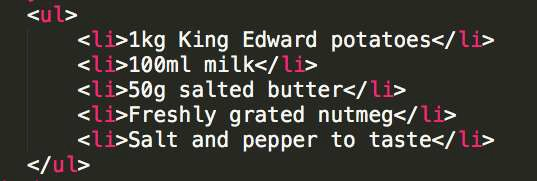 <ul>
<li>1kg King Edward potatoes</li>
<li>100ml milk</li>
<li>50g salted butter</li>
<li>Freshly grated nutmeg</li>
<li>Salt and pepper to taste</li>
</ul>